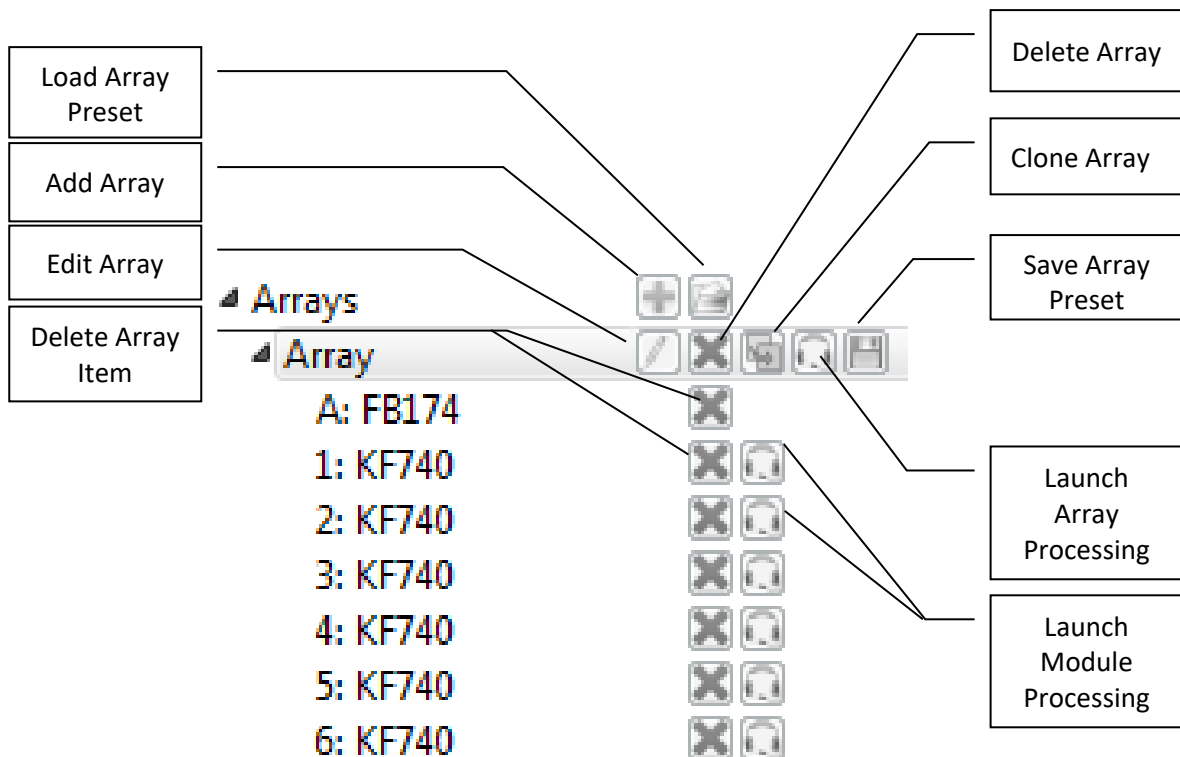 Load Array
Preset
Add Array
Edit Array
Delete Array
Item
Arrays
Array
A: FB174
1: KF740
2: KF740
3: KF740
4: KF740
5: KF740
6: KF740
Delete Array
Clone Array
Save Array
Preset
Launch
Array
Processing
Launch
Module
Processing